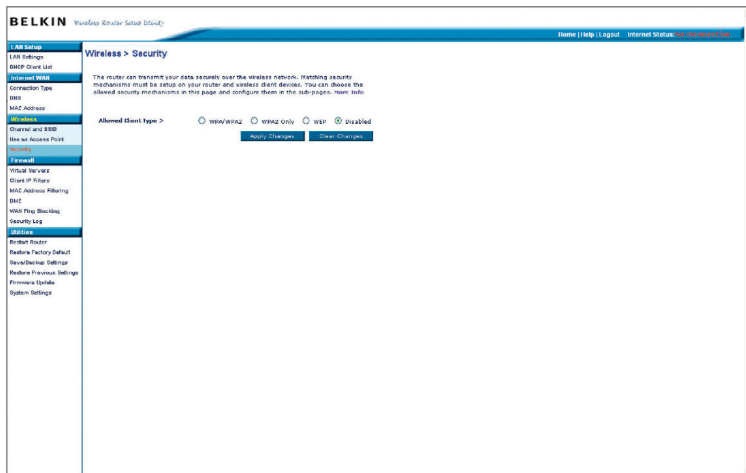 BELKIN Wireless Router Setup Utility
Home | Help | Logout Internet Status: No Connection
LAN Setup
LAN Settings
DHCP Client List
Internet WAN
Connection Type
DNS
MAC Address
Wireless
Channel and SSID
Use as Access Point
Security
Firewall
Virtual Servers
Client IP Filters
MAC Address Filtering
DMZ
WAN Ping Blocking
Security Log
Utilities
Restart Router
Restore Factory Default
Save/Backup Settings
Restore Previous Settings
Firmware Update
System Settings
Wireless > Security
The router can transmit your data securely over the wireless network. Matching security
mechanisms must be setup on your router and wireless client devices. You can choose the
allowed security mechanisms in this page and configure them in the sub-pages. More Info
Allowed Client Type > WPA/WPA2 WPA2 Only WEP Disabled
Apply Changes Clear Changes